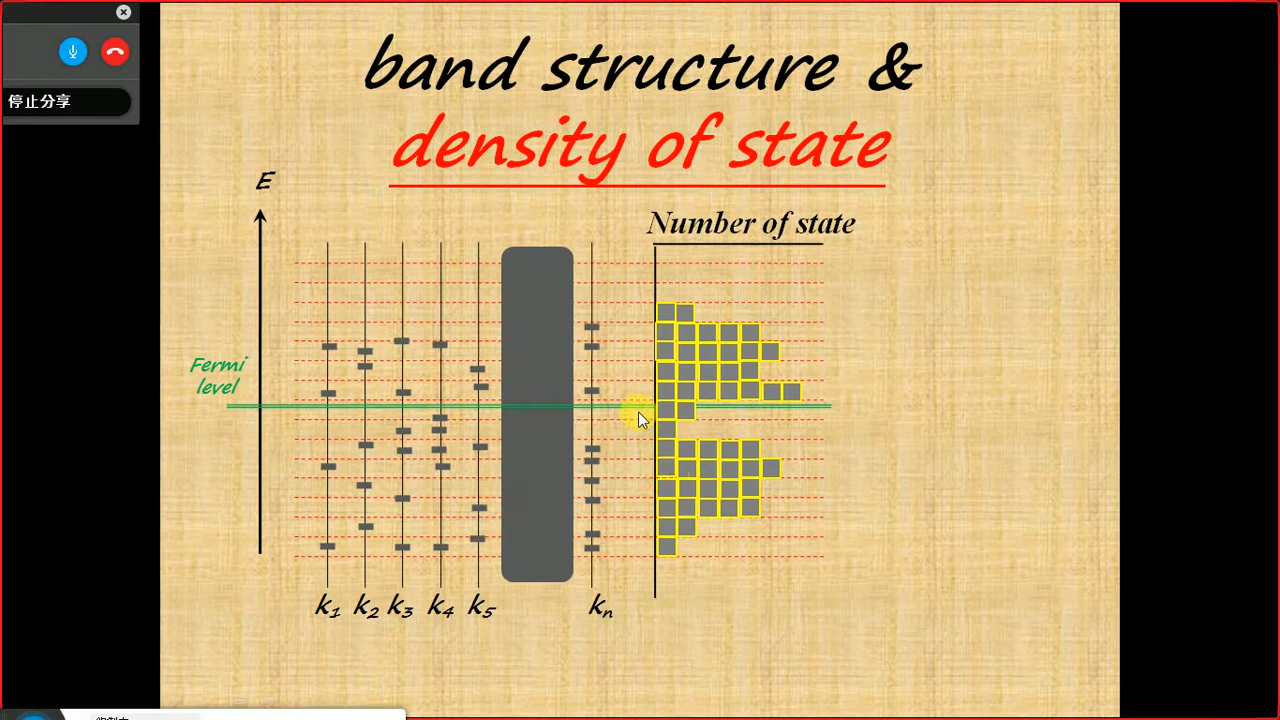 停止分享
band structure &
density of state
E
Number of state
Fermi
level
k1 k2 k3 k4 k5 kn